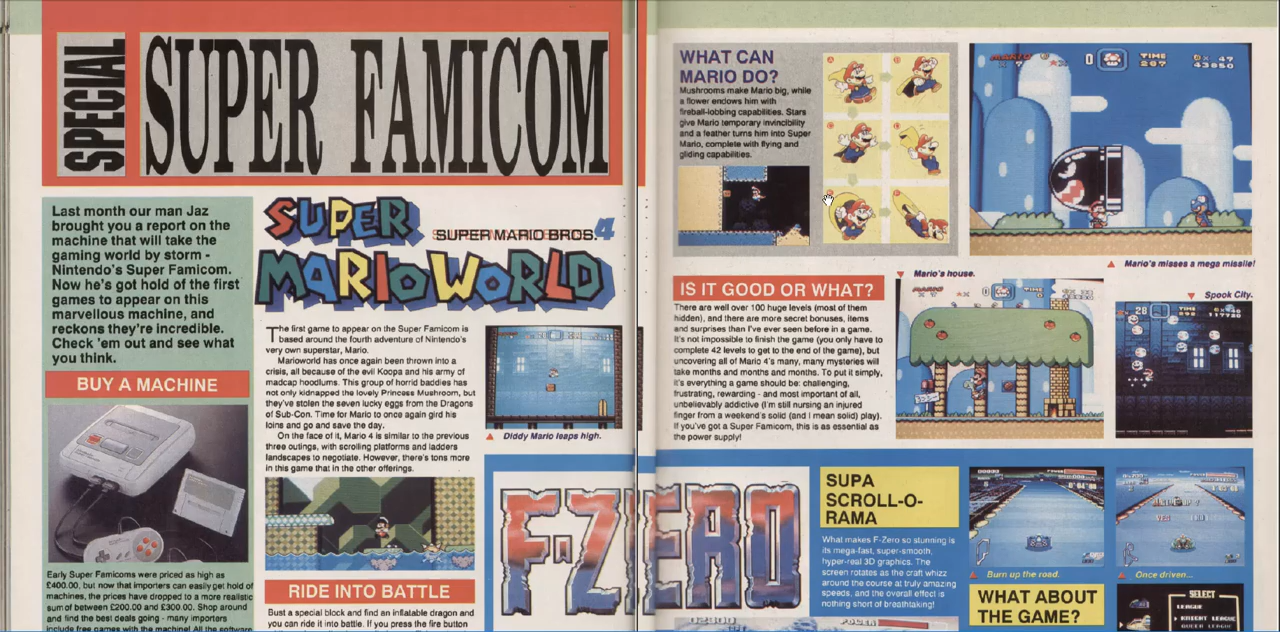 SPECIAL
SUPER FAMICOM
Last month our man Jaz
brought you a report on the
machine that will take the
gaming world by storm -
Nintendo's Super Famicom.
Now he's got hold of the first
games to appear on this
marvellous machine, and
reckons they're incredible.
Check 'em out and see what
you think.
BUY A MACHINE
Early Super Famicoms were priced as high as
£400.00, but now that importers can easily get hold of
machines, the prices have dropped to a more realistic
sum of between £200.00 and £300.00. Shop around
and find the best deals going - many importers
include free games with the machine! All the software
SUPER
SUPER MARIO BROS. 4
MARIO WORLD
The first game to appear on the Super Famicom is
based around the fourth adventure of Nintendo's
very own superstar, Mario.
Marioworld has once again been thrown into a
crisis, all because of the evil Koopa and his army of
madcap hoodlums. This group of horrid baddies has
not only kidnapped the lovely Princess Mushroom, but
they've stolen the seven lucky eggs from the Dragons
of Sub-Con. Time for Mario to once again gird his
loins and go and save the day.
On the face of it, Mario 4 is similar to the previous
three outings, with scrolling platforms and ladders
landscapes to negotiate. However, there's tons more
in this game that in the other offerings.
RIDE INTO BATTLE
Bust a special block and find an inflatable dragon and
you can ride it into battle. If you press the fire button
Diddy Mario leaps high.
F-ZERO
WHAT CAN
MARIO DO?
Mushrooms make Mario big, while
a flower endows him with
fireball-lobbing capabilities. Stars
give Mario temporary invincibility
and a feather turns him into Super
Mario, complete with flying and
gliding capabilities.
MARIO
TIME
287
43850
Mario's misses a mega missile!
IS IT GOOD OR WHAT?
There are well over 100 huge levels (most of them
hidden), and there are more secret bonuses, items
and surprises than I've ever seen before in a game.
It's not impossible to finish the game (you only have to
complete 42 levels to get to the end of the game), but
uncovering all of Mario 4's many, many mysteries will
take months and months and months. To put it simply,
it's everything a game should be: challenging,
frustrating, rewarding - and most important of all,
unbelievably addictive (I'm still nursing an injured
finger from a weekend's solid (and I mean solid) play).
If you've got a Super Famicom, this is as essential as
the power supply!
Mario's house.
Spook City.
SUPA
SCROLL-O-
RAMA
What makes F-Zero so stunning is
its mega-fast, super-smooth,
hyper-real 3D graphics. The
screen rotates as the craft whizz
around the course at truly amazing
speeds, and the overall effect is
nothing short of breathtaking!
Burn up the road.
Once driven...
WHAT ABOUT
THE GAME?
SELECT
LEAGUE
KNIGHT LEAGUE
QUEEN LEAGUE
POWER